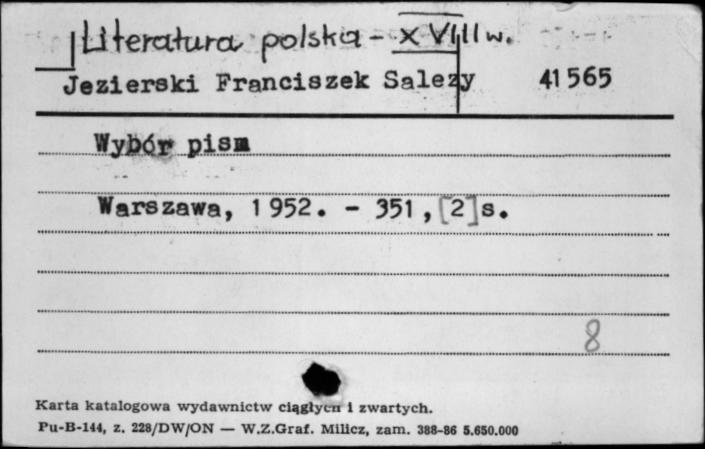 Literatura polska - XVIII w.
Jezierski Franciszek Salezy 41565
Wybór pism
Warszawa, 1952. - 351, [2] s.
8
Karta katalogowa wydawnictw ciągłych i zwartych.
Pu-B-144, z. 228/DW/ON — W.Z.Graf. Milicz, zam. 388-86 5.650.000